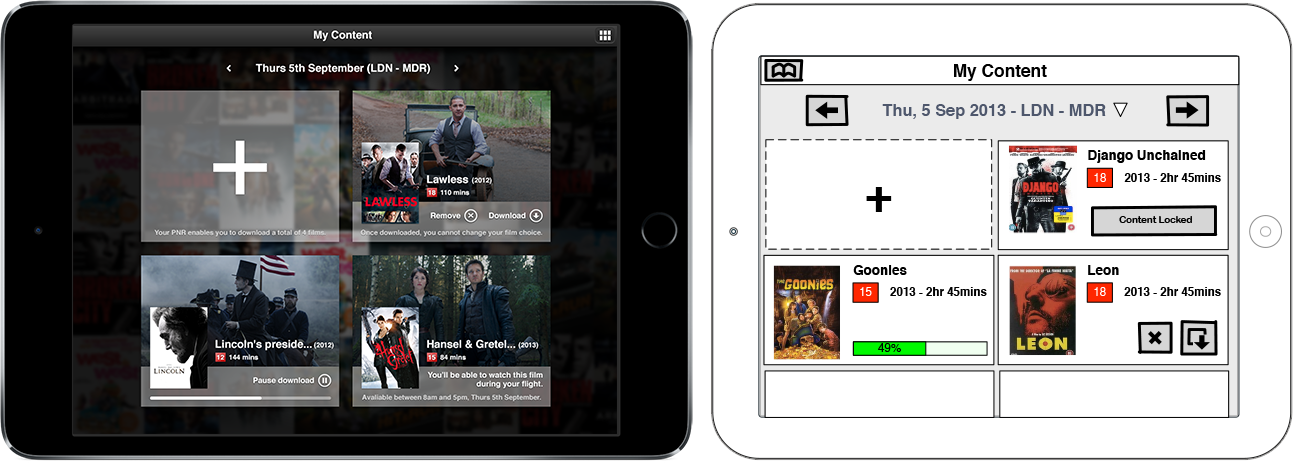 My Content
Thurs 5th September (LDN - MDR)
Your PNR enables you to download a total of 4 films.
LAWLESS
Lawless (2012)
18 110 mins
Remove Download
Once downloaded, you cannot change your film choice.
LINCOLN
Lincoln's preside... (2012)
12 144 mins
Pause download
Hansel & Gretel... (2013)
15 84 mins
You'll be able to watch this film
during your flight.
Available between 8am and 5pm, Thurs 5th September.
My Content
Thu, 5 Sep 2013 - LDN - MDR
+
DJANGO
Django Unchained
18 2013 - 2hr 45mins
Content Locked
THE GOONIES
Goonies
15 2013 - 2hr 45mins
49%
LEON
Leon
18 2013 - 2hr 45mins